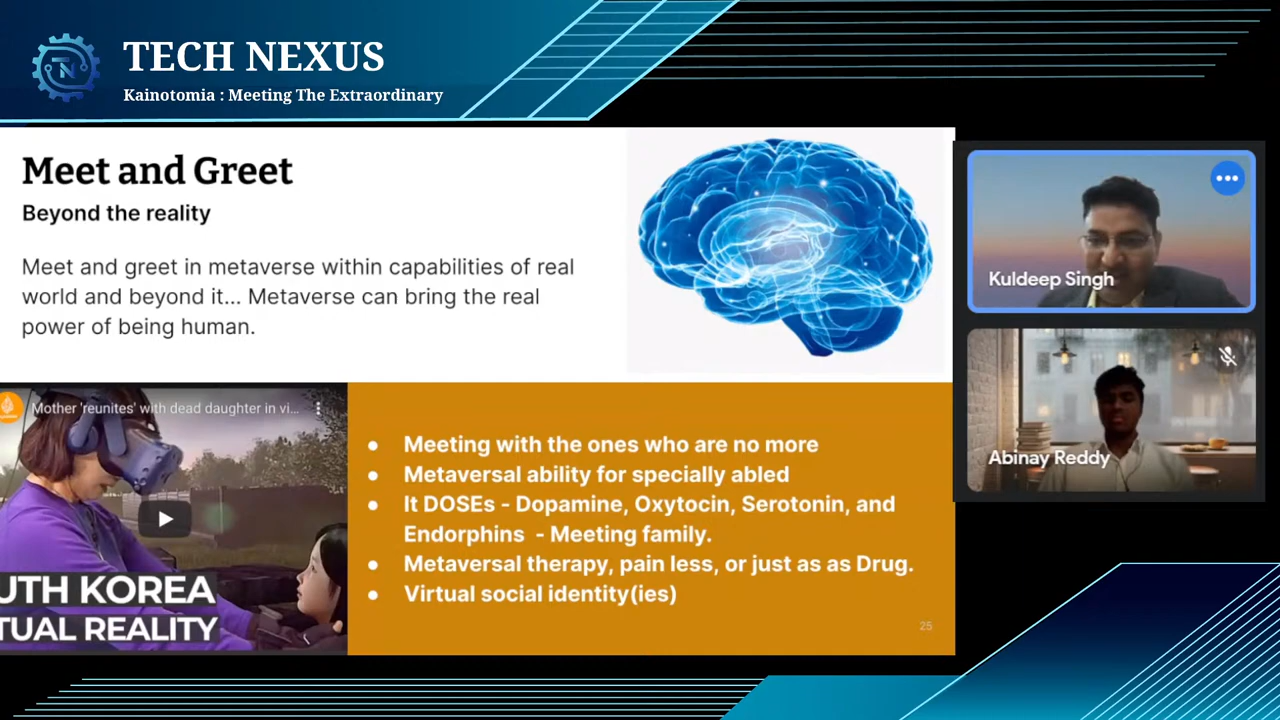 TN
TECH NEXUS
Kainotomia : Meeting The Extraordinary
Meet and Greet
Beyond the reality
Meet and greet in metaverse within capabilities of real
world and beyond it... Metaverse can bring the real
power of being human.
Mother 'reunites' with dead daughter in vi...
UTH KOREA
TUAL REALITY
● Meeting with the ones who are no more
● Metaversal ability for specially abled
● It DOSEs - Dopamine, Oxytocin, Serotonin, and
Endorphins - Meeting family.
● Metaversal therapy, pain less, or just as as Drug.
● Virtual social identity(ies)
25
Kuldeep Singh
Abinay Reddy